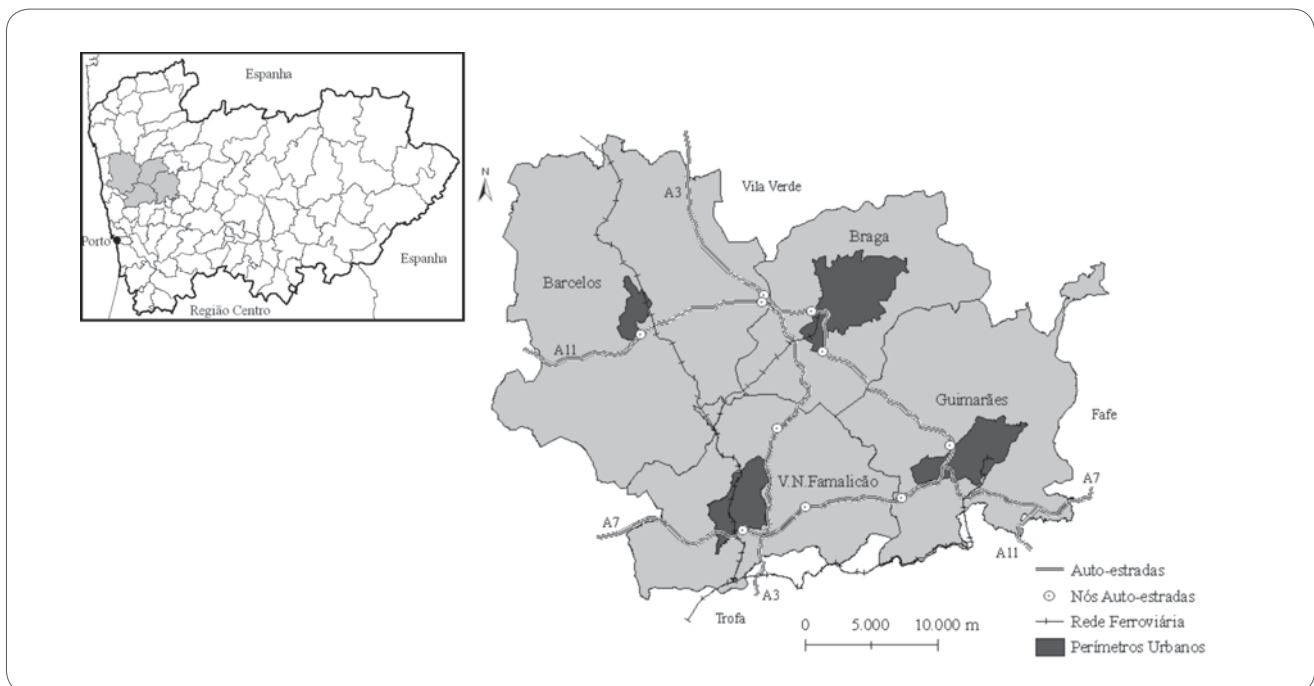 Espanha
Porto
Espanha
Região Centro
N
A3
Vila Verde
Braga
Barcelos
A11
Guimarães
Fafe
V.N.Famalicão
A7
A7
A11
A3
Trofa
0 5.000 10.000 m
Auto-estradas
Nós Auto-estradas
Rede Ferroviária
Perímetros Urbanos